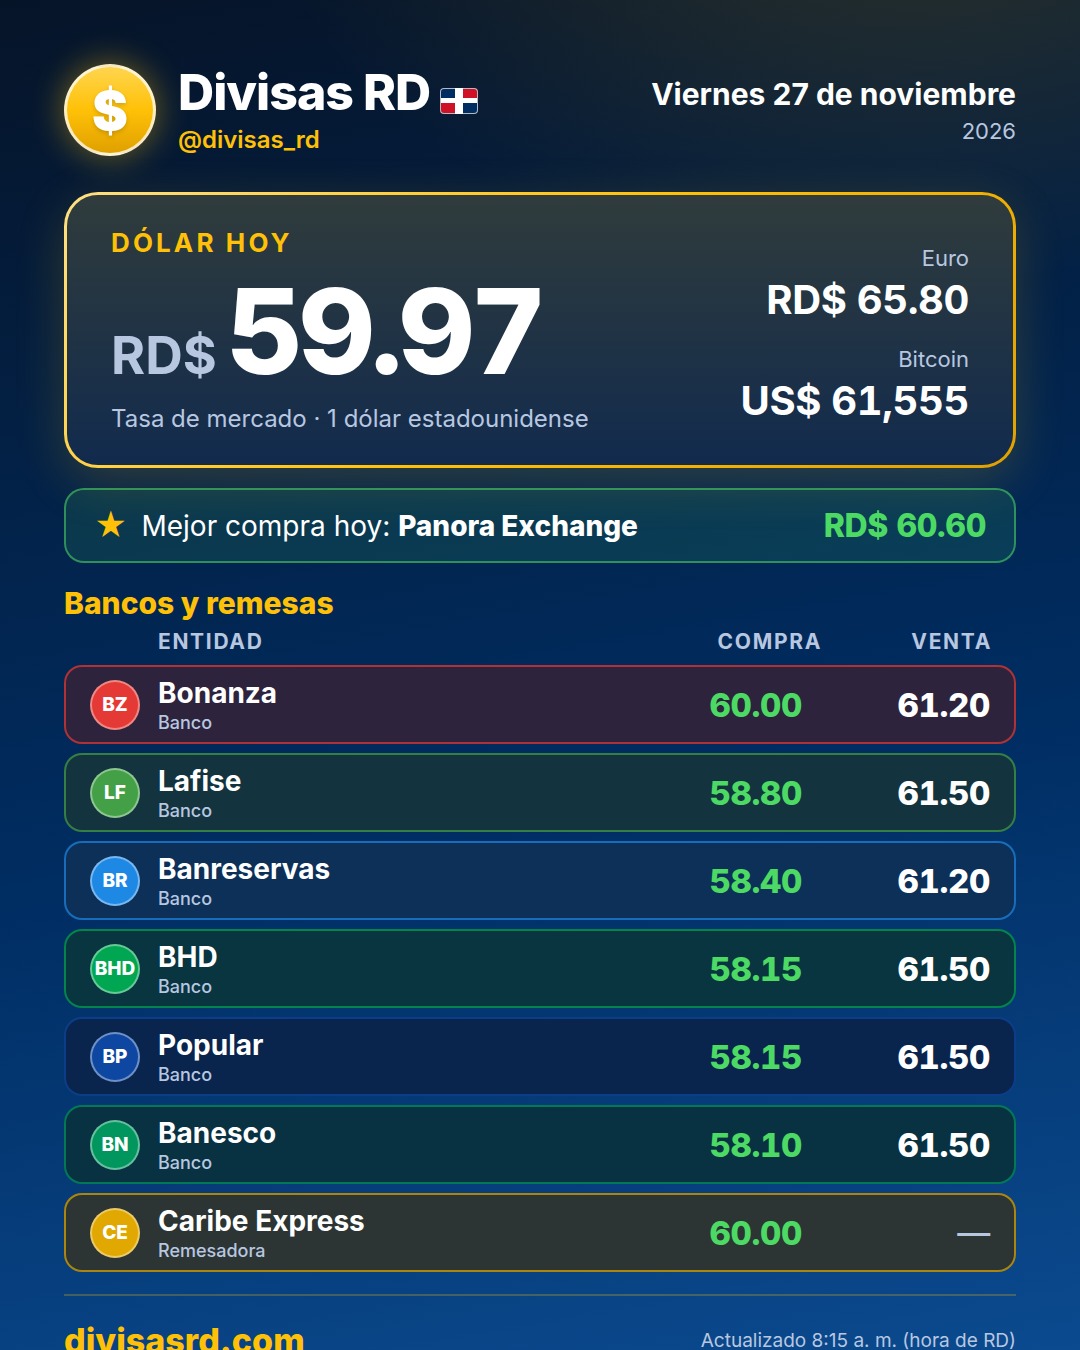 $
Divisas RD
@divisas_rd
Viernes 27 de noviembre
2026
DÓLAR HOY
RD$ 59.97
Tasa de mercado · 1 dólar estadounidense
Euro
RD$ 65.80
Bitcoin
US$ 61,555
★ Mejor compra hoy: Panora Exchange RD$ 60.60
Bancos y remesas
ENTIDAD COMPRA VENTA
BZ Bonanza 60.00 61.20
Banco
LF Lafise 58.80 61.50
Banco
BR Banreservas 58.40 61.20
Banco
BHD BHD 58.15 61.50
Banco
BP Popular 58.15 61.50
Banco
BN Banesco 58.10 61.50
Banco
CE Caribe Express 60.00 —
Remesadora
divisasrd.com Actualizado 8:15 a. m. (hora de RD)